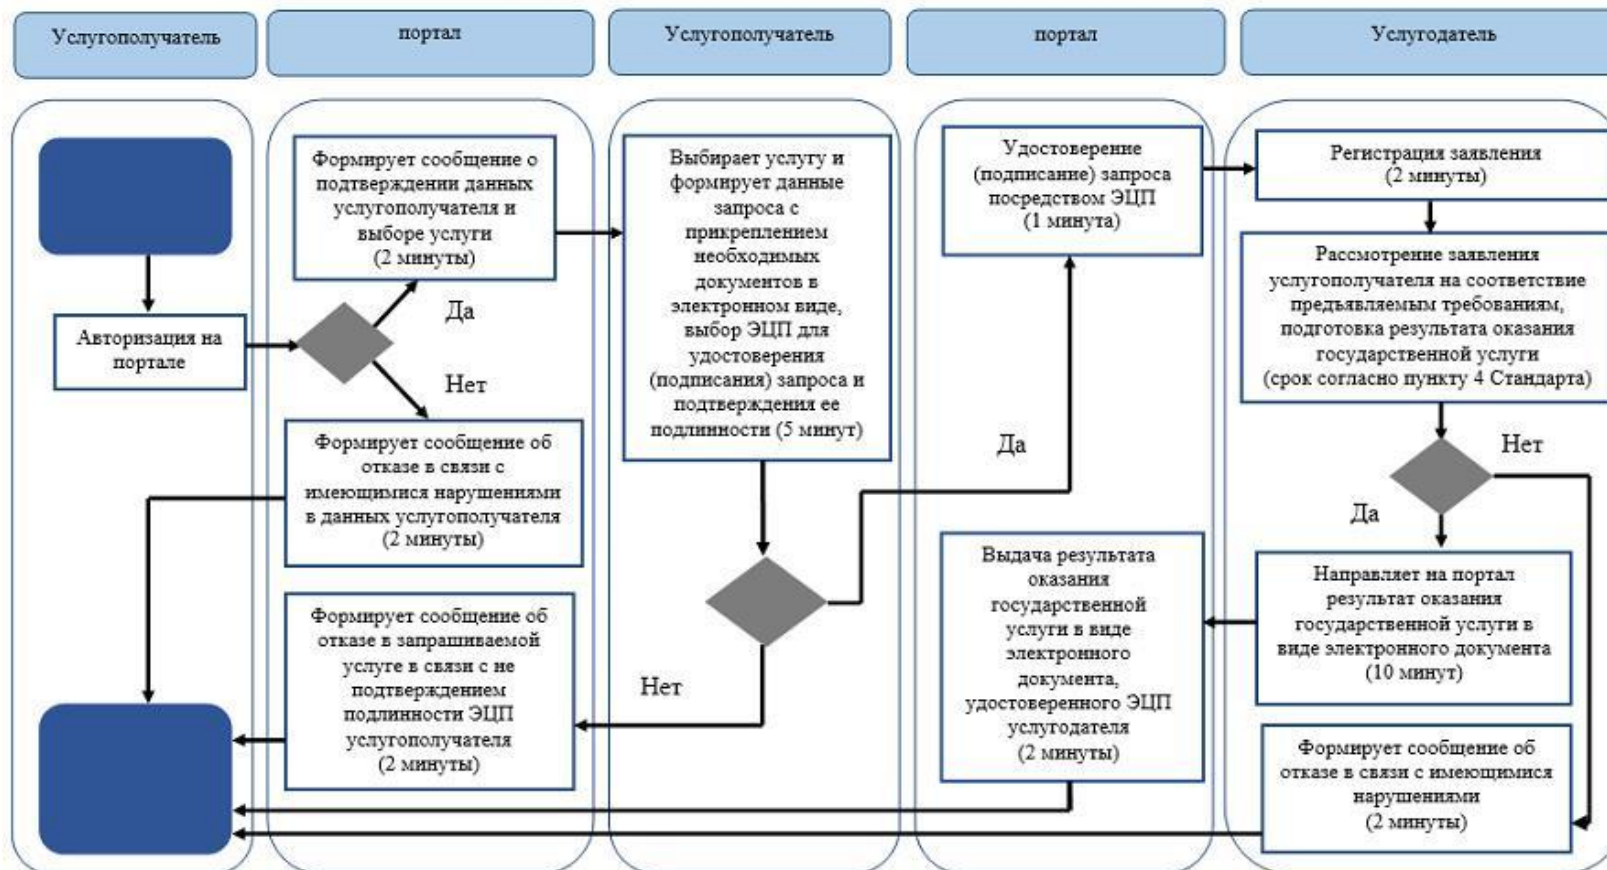 Услугополучатель
портал
Услугополучатель
портал
Услугодатель
Авторизация на
портале
Формирует сообщение о
подтверждении данных
услугополучателя и
выборе услуги
(2 минуты)
Да
Нет
Формирует сообщение об
отказе в связи с
имеющимися нарушениями
в данных услугополучателя
(2 минуты)
Формирует сообщение об
отказе в запрашиваемой
услуге в связи с не
подтверждением
подлинности ЭЦП
услугополучателя
(2 минуты)
Выбирает услугу и
формирует данные
запроса с
прикреплением
необходимых
документов в
электронном виде,
выбор ЭЦП для
удостоверения
(подписания) запроса и
подтверждения ее
подлинности (5 минут)
Нет
Да
Удостоверение
(подписание) запроса
посредством ЭЦП
(1 минута)
Выдача результата
оказания
государственной
услуги в виде
электронного
документа,
удостоверенного ЭЦП
услугодателя
(2 минуты)
Регистрация заявления
(2 минуты)
Рассмотрение заявления
услугополучателя на соответствие
предъявляемым требованиям,
подготовка результата оказания
государственной услуги
(срок согласно пункту 4 Стандарта)
Нет
Да
Направляет на портал
результат оказания
государственной услуги в
виде электронного документа
(10 минут)
Формирует сообщение об
отказе в связи с имеющимися
нарушениями
(2 минуты)